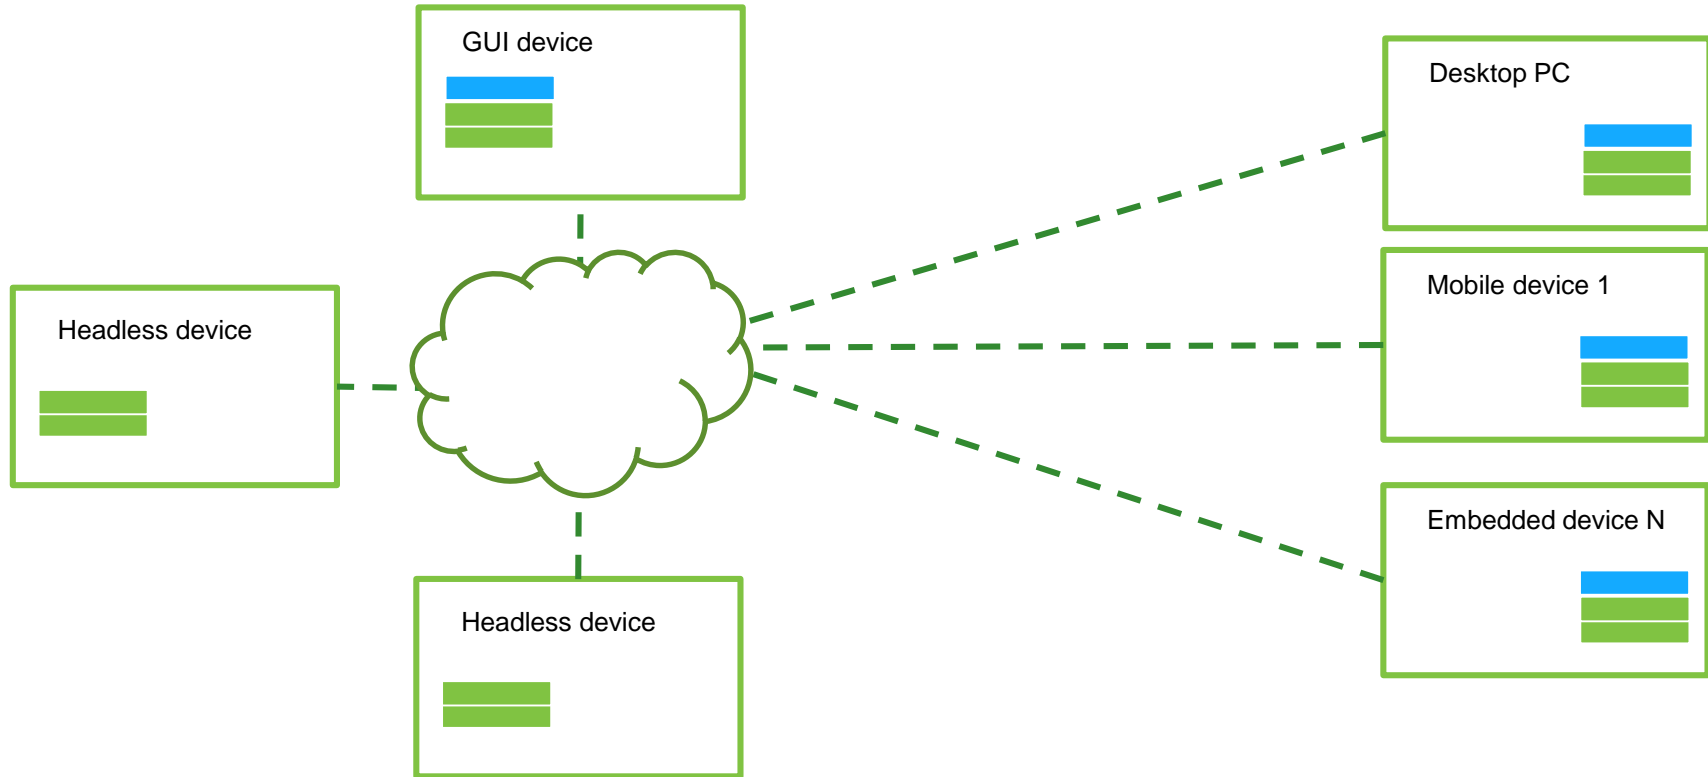 GUI device
Desktop PC
Mobile device 1
Headless device
Embedded device N
Headless device